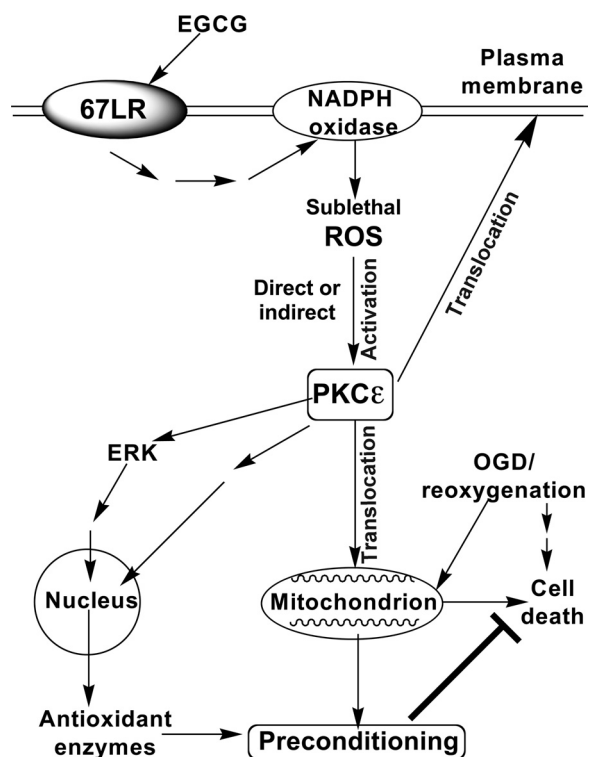 EGCG
Plasma
membrane
67LR
NADPH
oxidase
Sublethal
ROS
Translocation
Direct or
indirect
Activation
PKCε
ERK
Translocation
OGD/
reoxygenation
Nucleus
Mitochondrion
Cell
death
Antioxidant
enzymes
Preconditioning